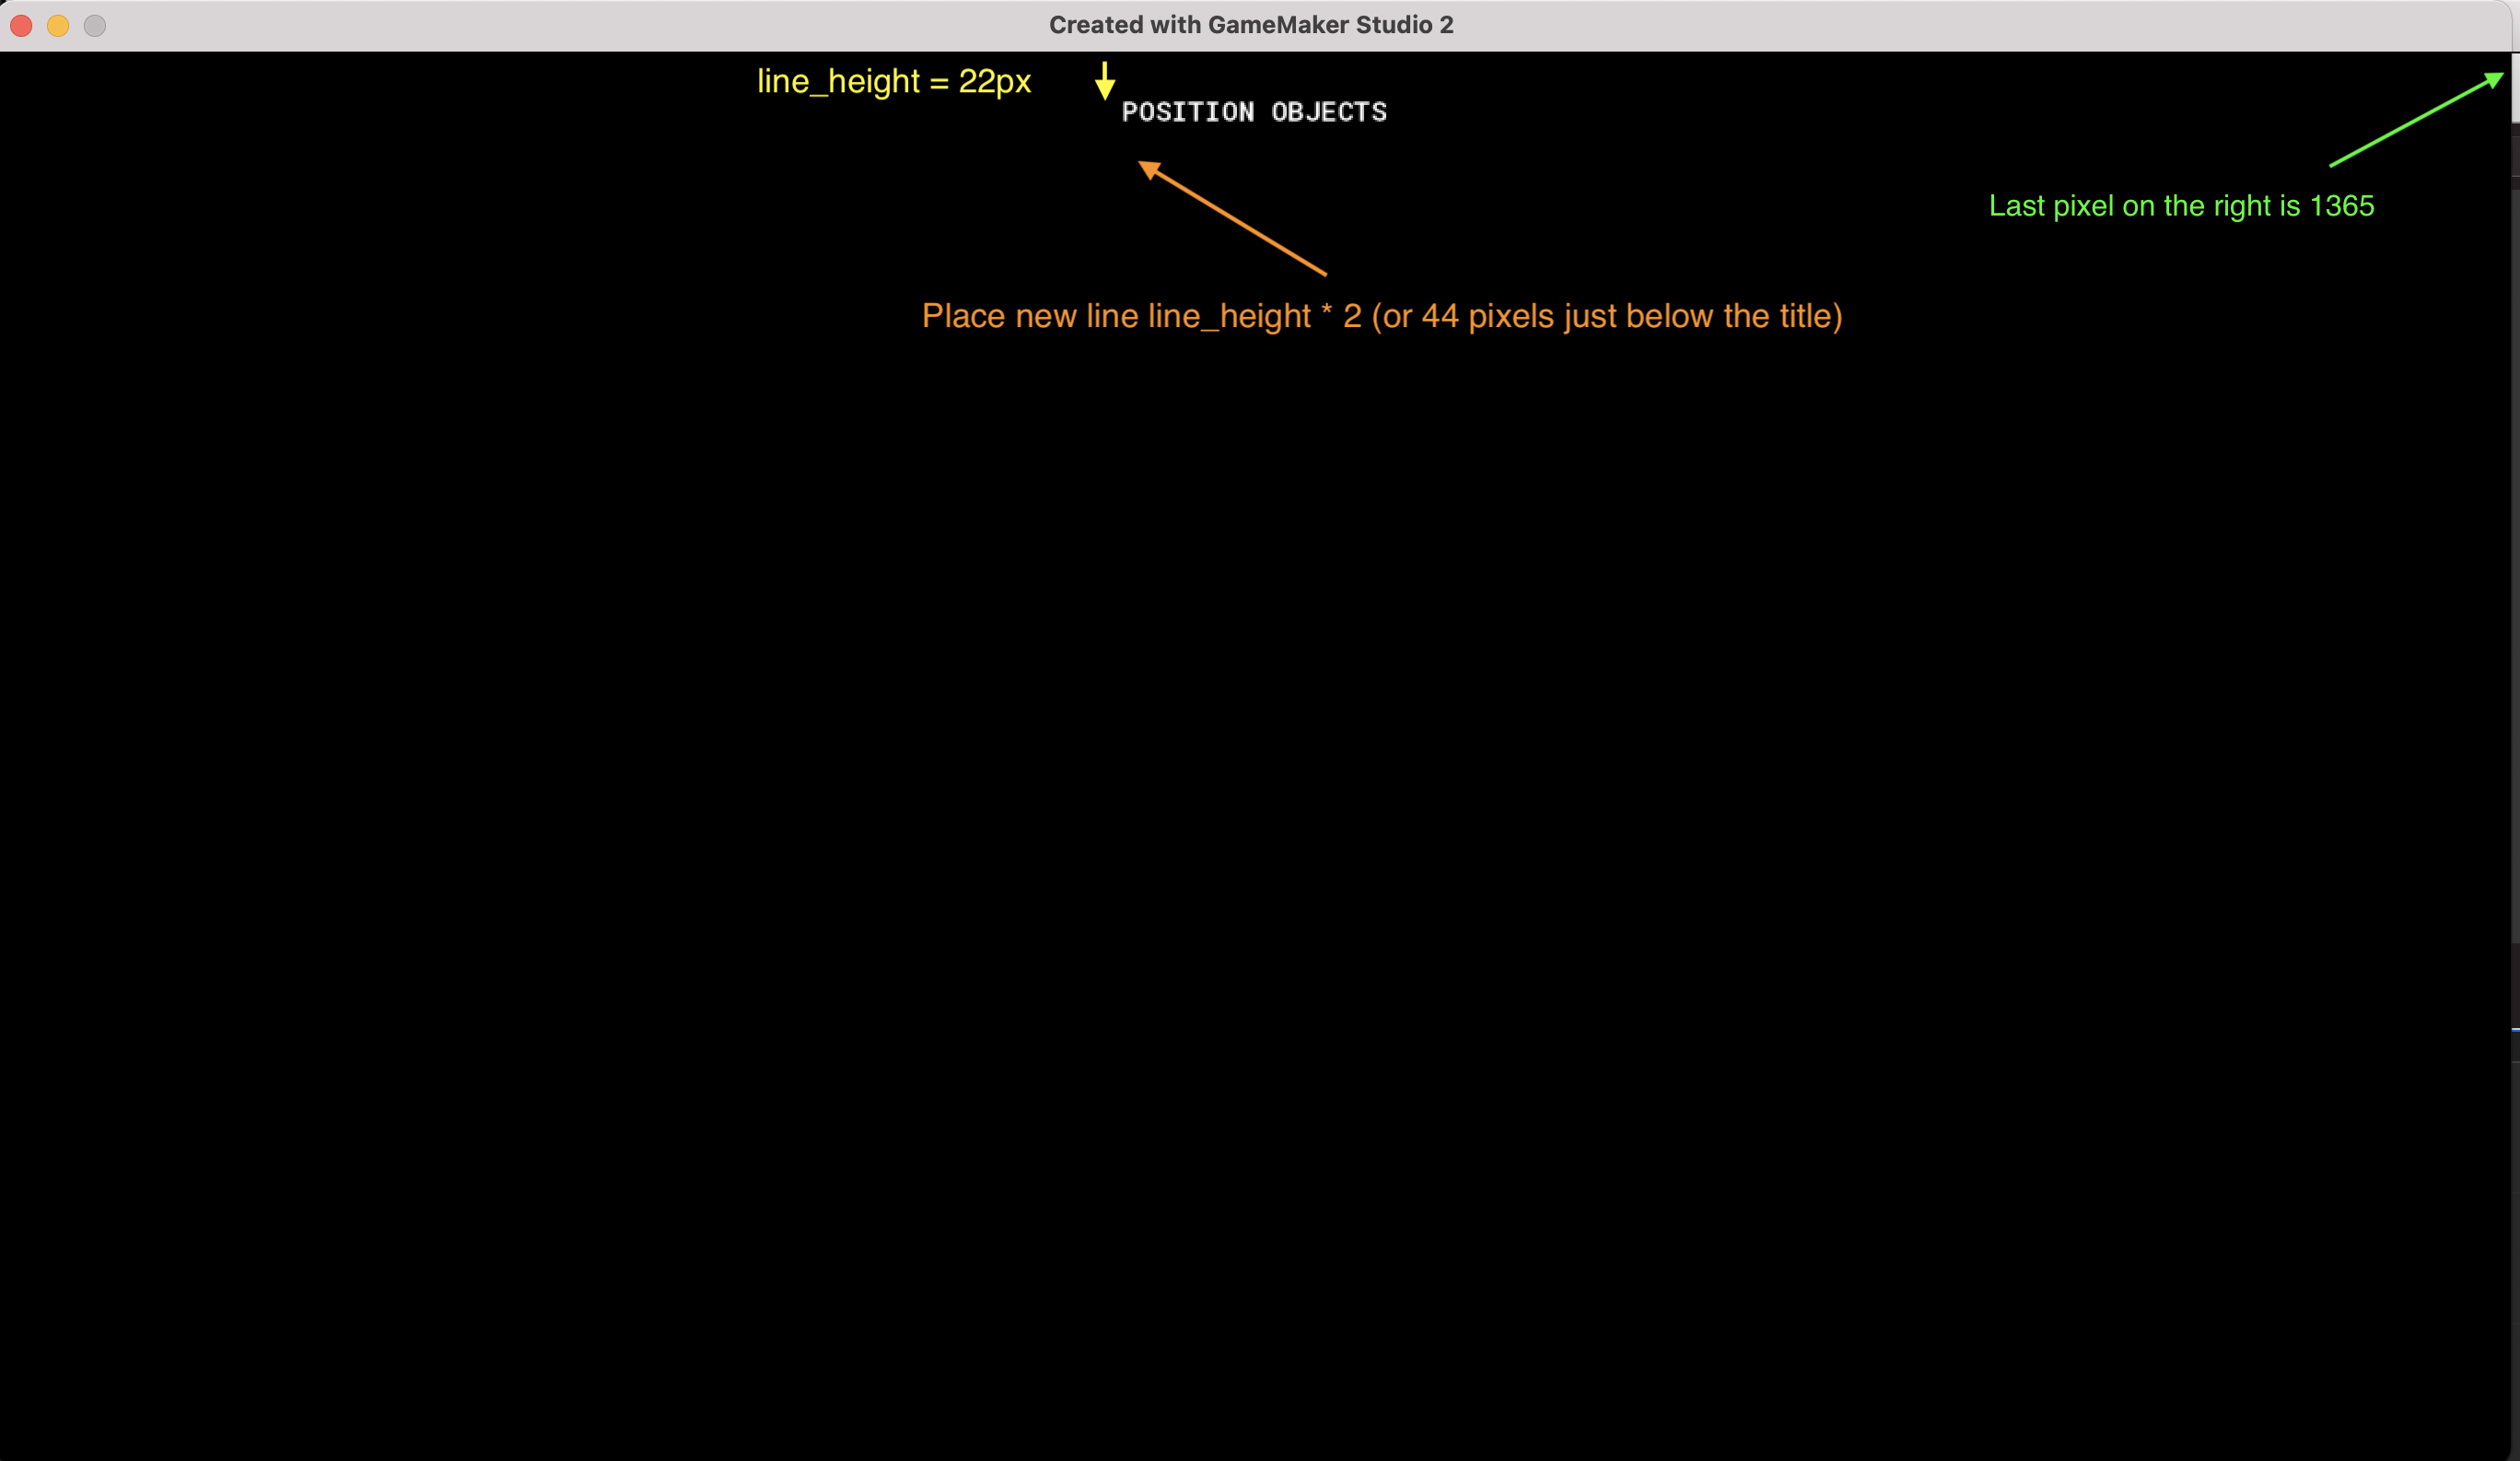 Created with GameMaker Studio 2
line_height = 22px
POSITION OBJECTS
Last pixel on the right is 1365
Place new line line_height * 2 (or 44 pixels just below the title)